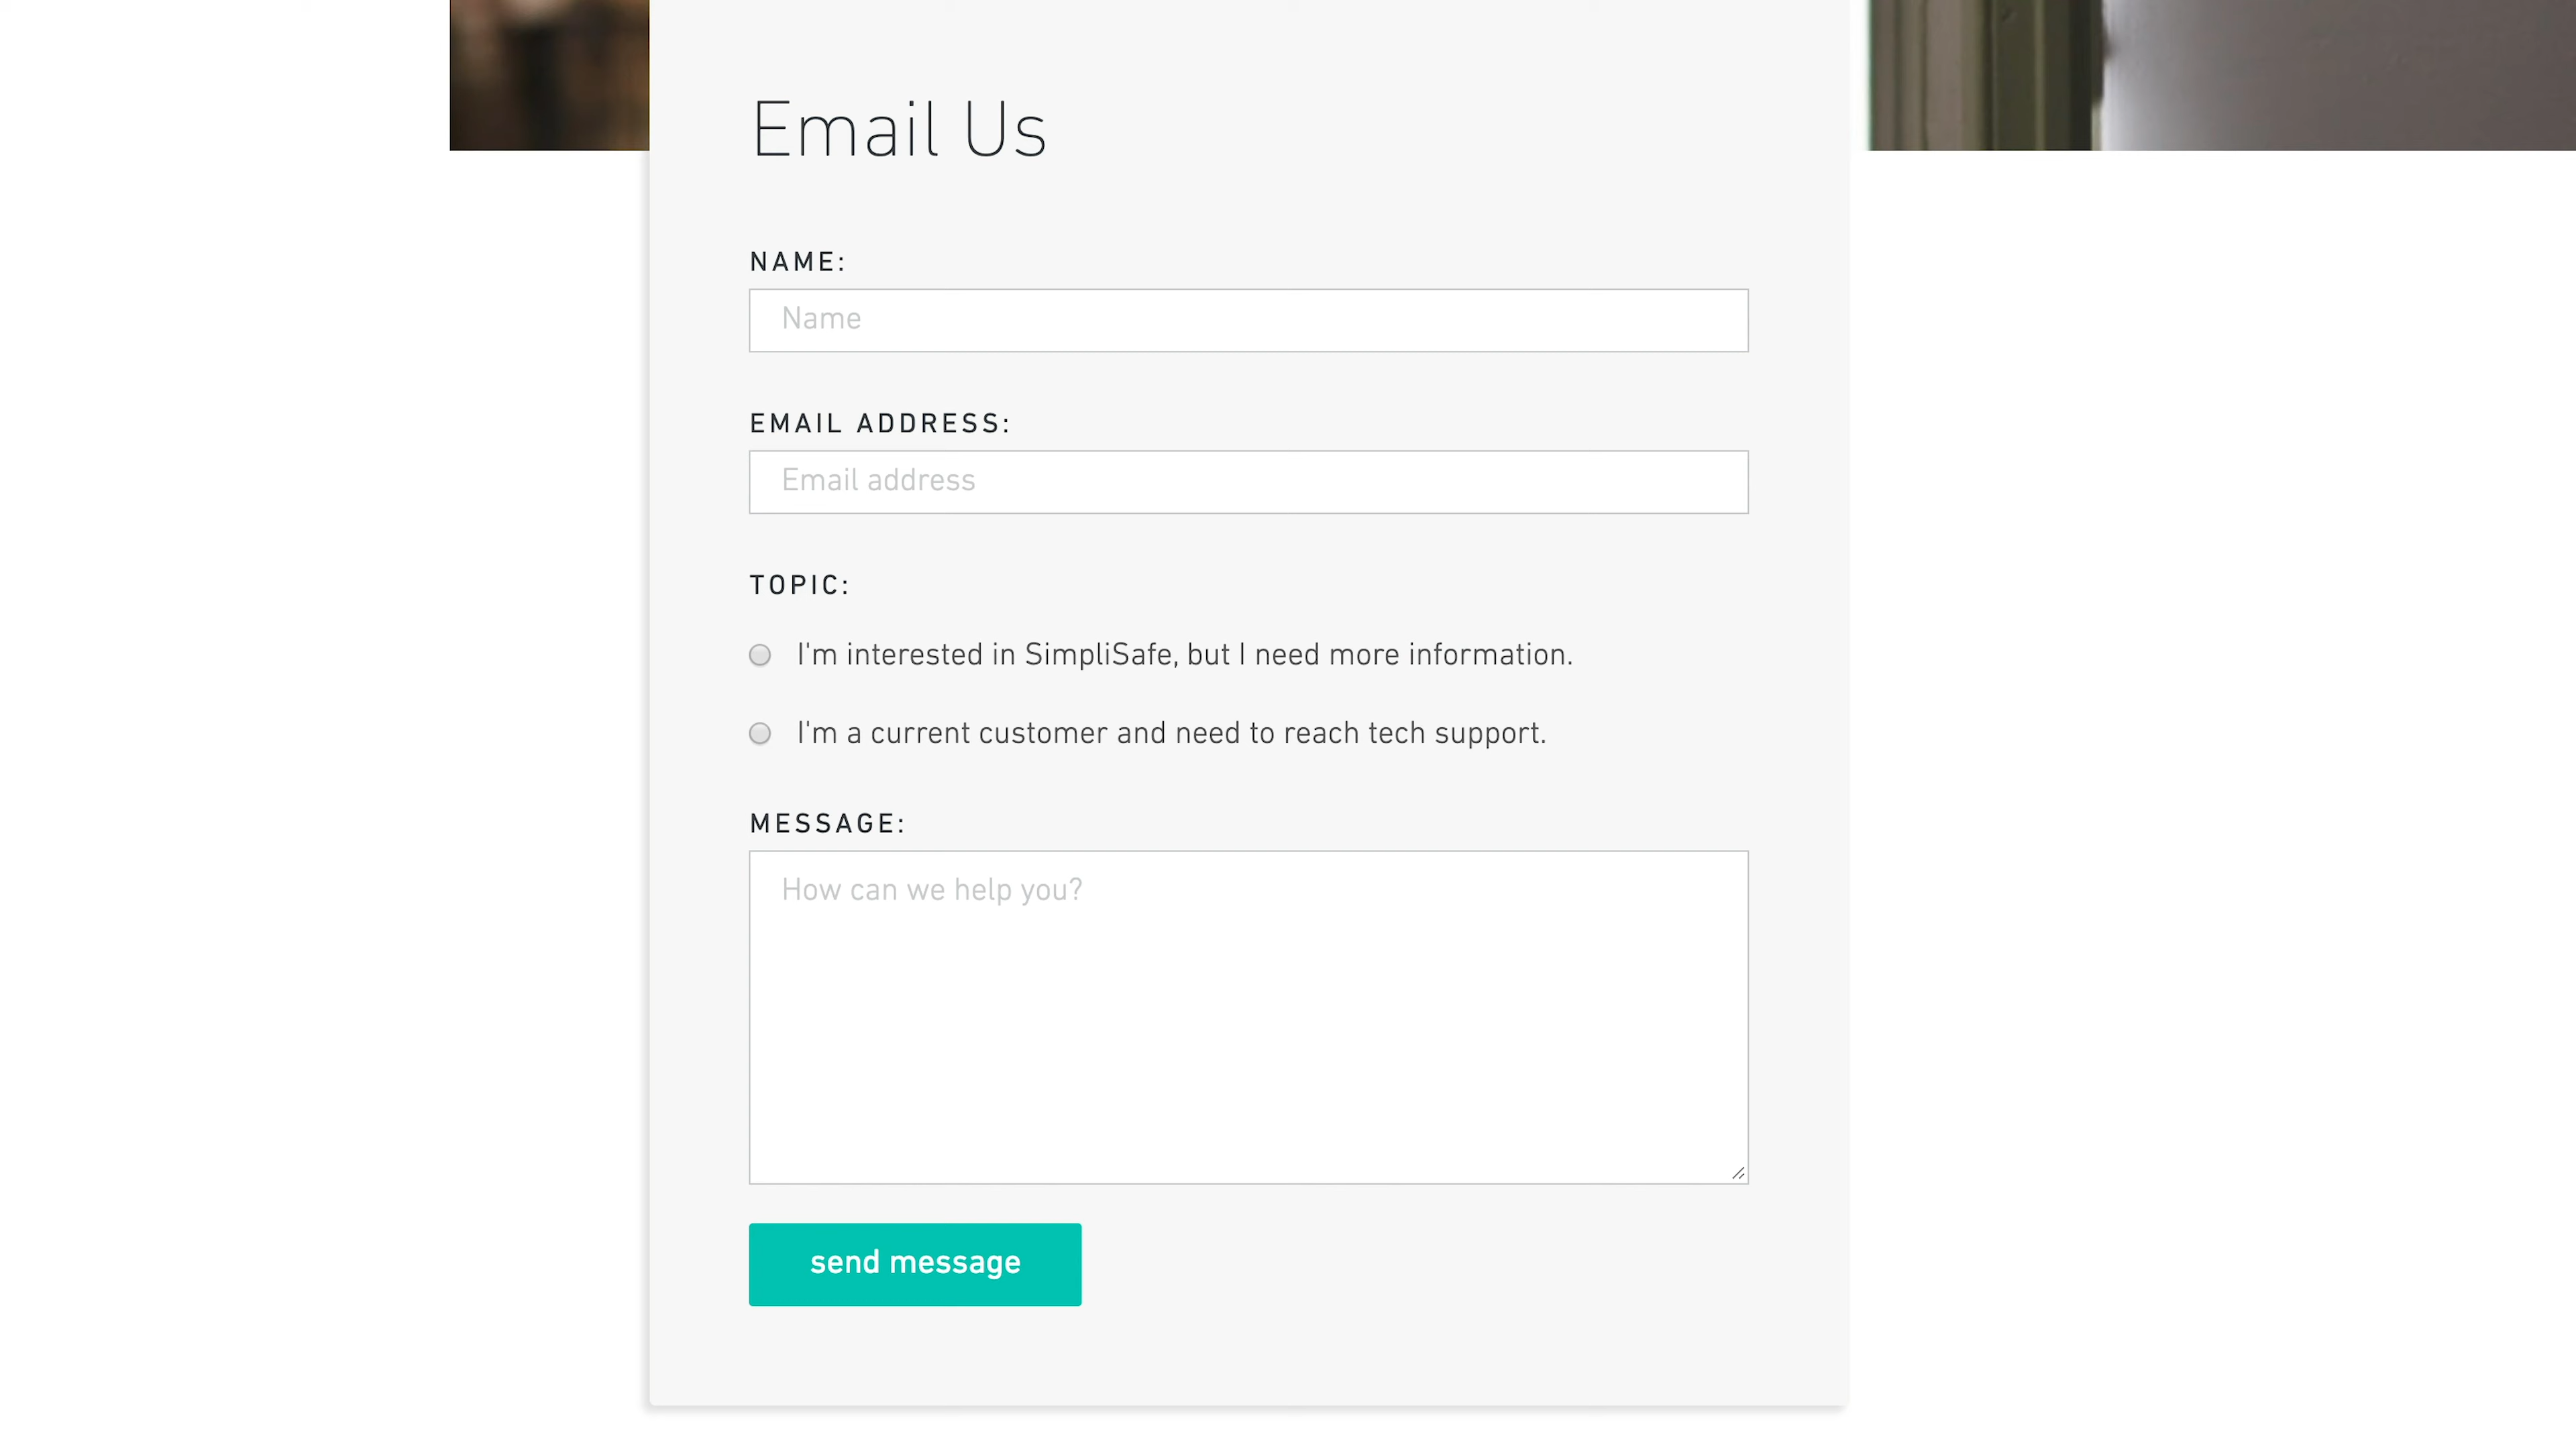 Email Us
NAME:
Name
EMAIL ADDRESS:
Email address
TOPIC:
I'm interested in SimpliSafe, but I need more information.
I'm a current customer and need to reach tech support.
MESSAGE:
How can we help you?
send message